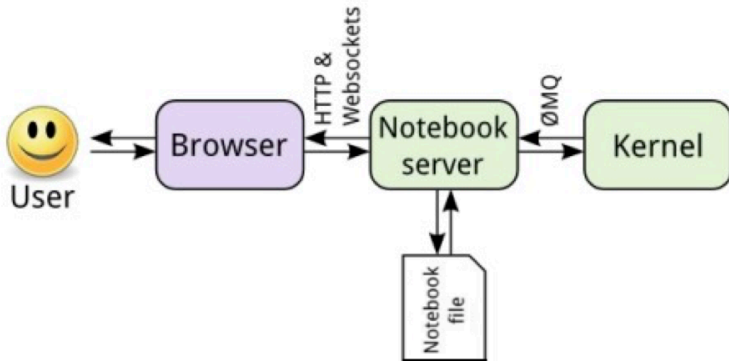 User
Browser
HTTP &
Websockets
Notebook
server
ØMQ
Kernel
Notebook
file